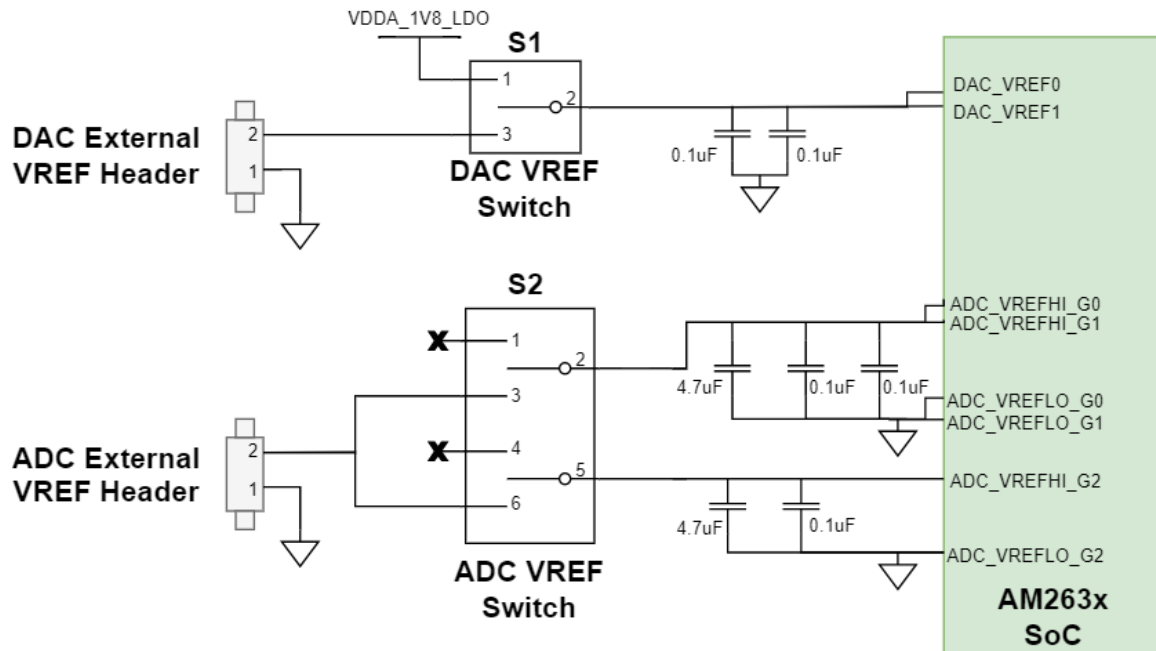 VDDA_1V8_LDO
S1
1
2
3
DAC External
VREF Header
2
1
DAC VREF
Switch
0.1uF
0.1uF
DAC_VREF0
DAC_VREF1
S2
1
2
3
4
5
6
ADC External
VREF Header
2
1
ADC VREF
Switch
4.7uF
0.1uF
0.1uF
4.7uF
0.1uF
ADC_VREFHI_G0
ADC_VREFHI_G1
ADC_VREFLO_G0
ADC_VREFLO_G1
ADC_VREFHI_G2
ADC_VREFLO_G2
AM263x
SoC